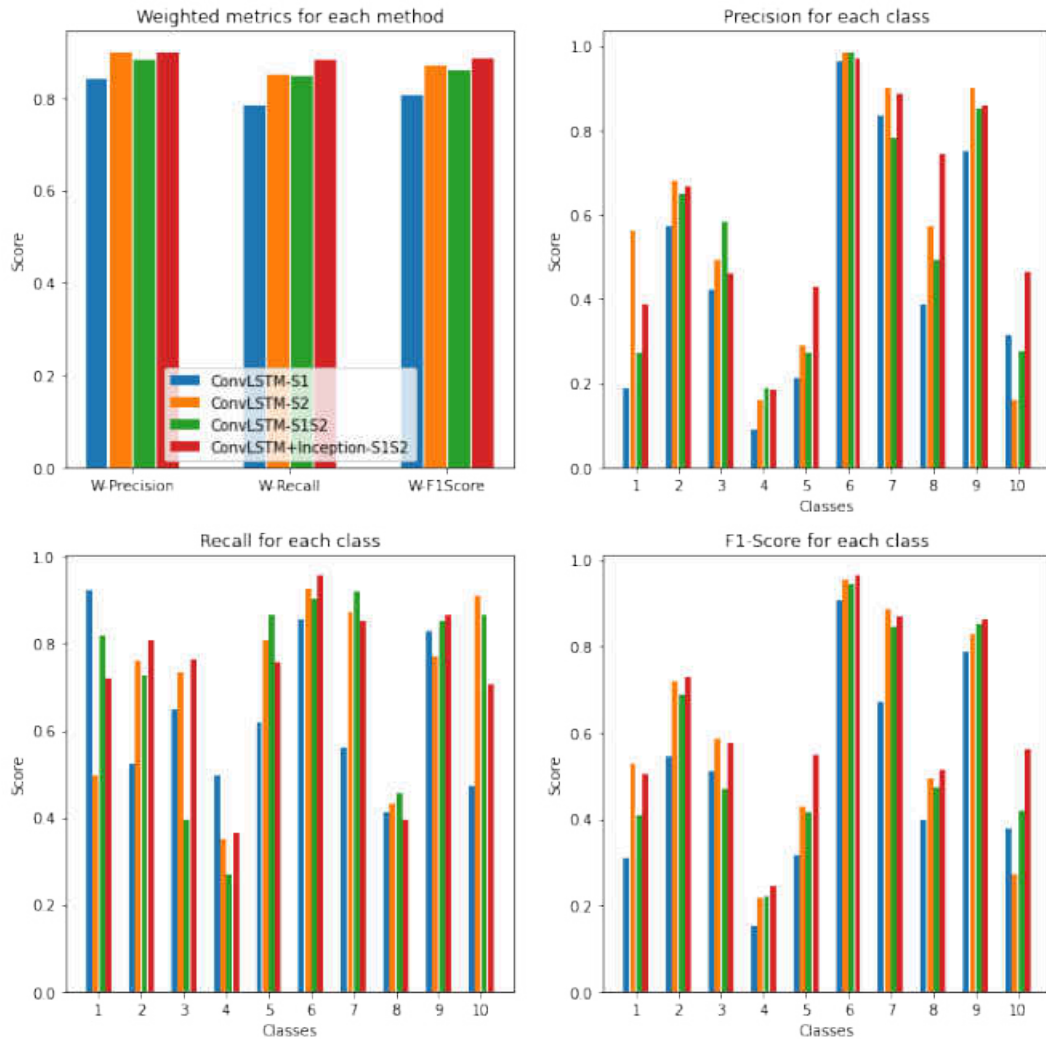 Weighted metrics for each method
Score
0.8
0.6
0.4
0.2
0.0
ConvLSTM-S1
ConvLSTM-S2
ConvLSTM-S1S2
ConvLSTM+Inception-S1S2
W-Precision W-Recall W-F1Score
Precision for each class
Score
1.0
0.8
0.6
0.4
0.2
0.0
1 2 3 4 5 6 7 8 9 10
Classes
Recall for each class
Score
1.0
0.8
0.6
0.4
0.2
0.0
1 2 3 4 5 6 7 8 9 10
Classes
F1-Score for each class
Score
1.0
0.8
0.6
0.4
0.2
0.0
1 2 3 4 5 6 7 8 9 10
Classes